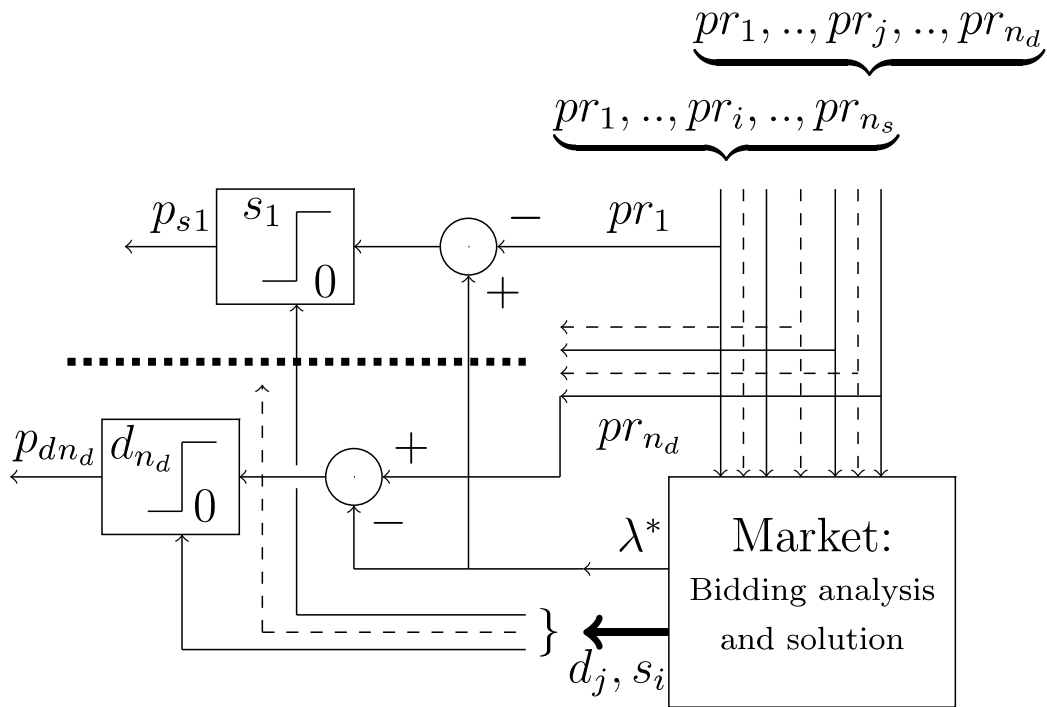 pr_1, .., pr_j, .., pr_{n_d}
pr_1, .., pr_i, .., pr_{n_s}
p_{s1}
s_1
0
−
+
pr_1
p_{dn_d}
d_{n_d}
0
+
−
pr_{n_d}
λ*
Market:
Bidding analysis
and solution
}
d_j, s_i